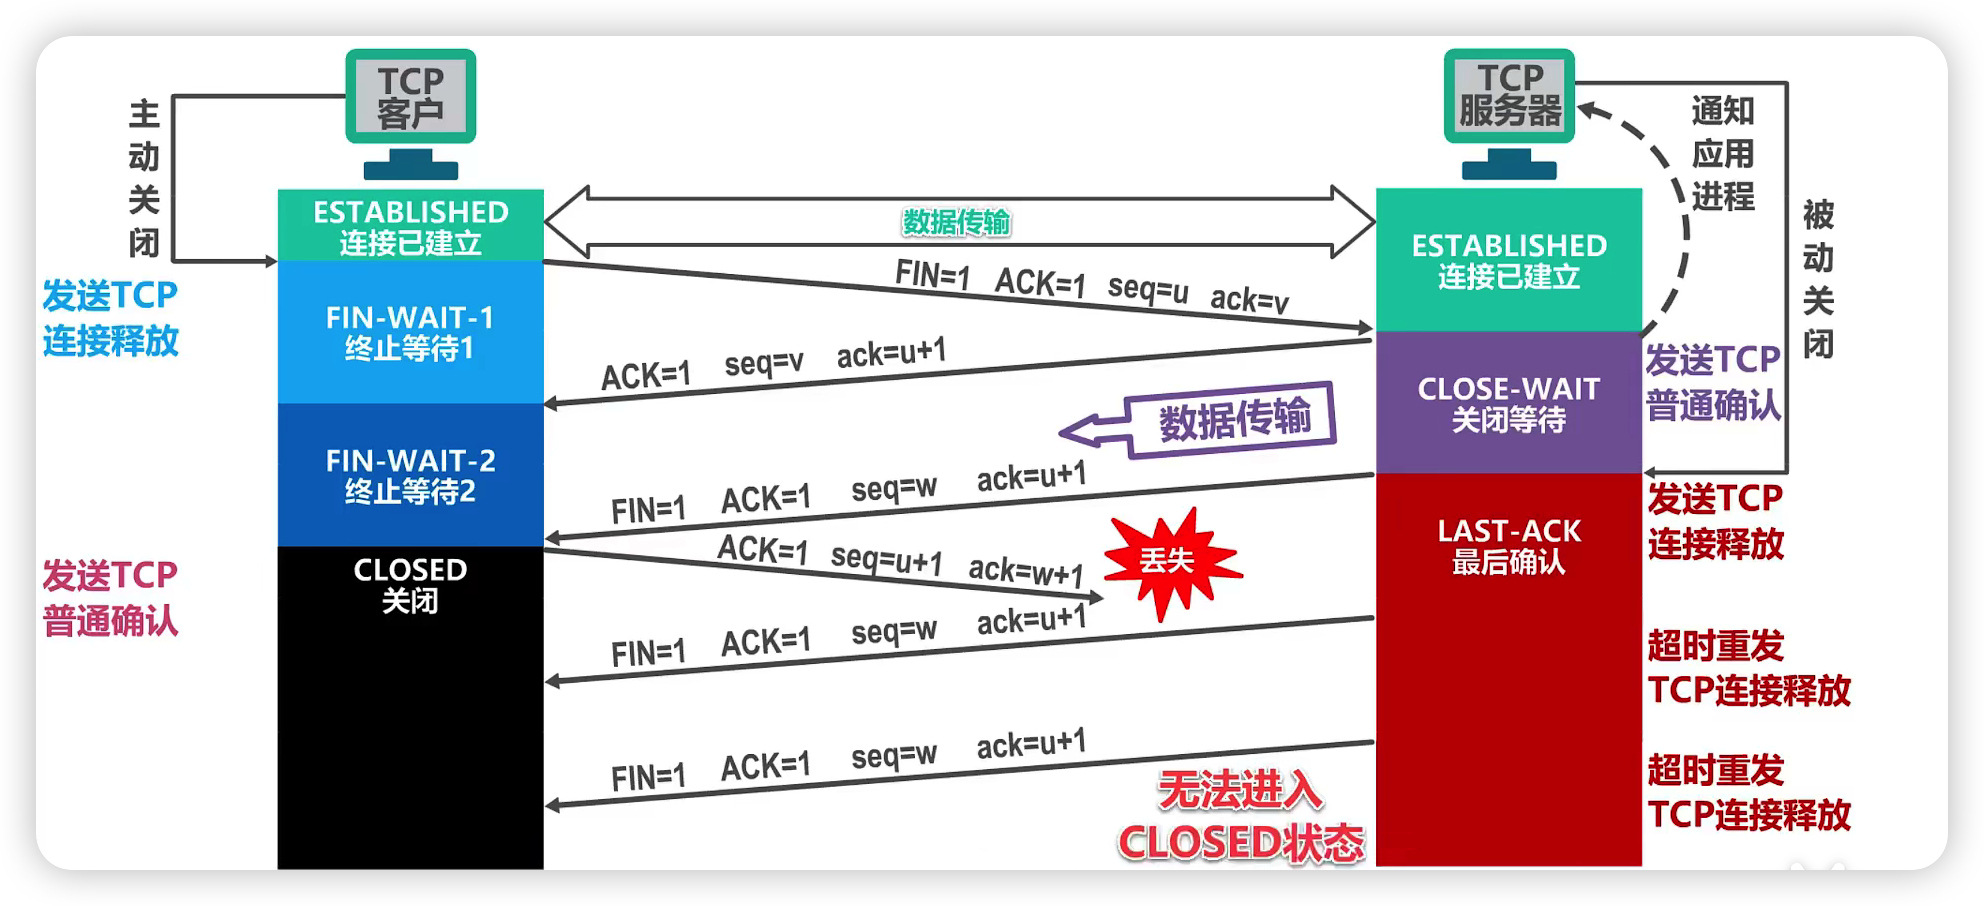 TCP
客户
TCP
服务器
主动关闭
通知
应用
进程
被动关闭
ESTABLISHED
连接已建立
数据传输
ESTABLISHED
连接已建立
FIN=1 ACK=1 seq=u ack=v
发送TCP
连接释放
FIN-WAIT-1
终止等待1
ACK=1 seq=v ack=u+1
CLOSE-WAIT
关闭等待
发送TCP
普通确认
数据传输
FIN-WAIT-2
终止等待2
FIN=1 ACK=1 seq=w ack=u+1
发送TCP
连接释放
LAST-ACK
最后确认
ACK=1 seq=u+1 ack=w+1
丢失
发送TCP
普通确认
CLOSED
关闭
FIN=1 ACK=1 seq=w ack=u+1
超时重发
TCP连接释放
FIN=1 ACK=1 seq=w ack=u+1
超时重发
TCP连接释放
无法进入
CLOSED状态